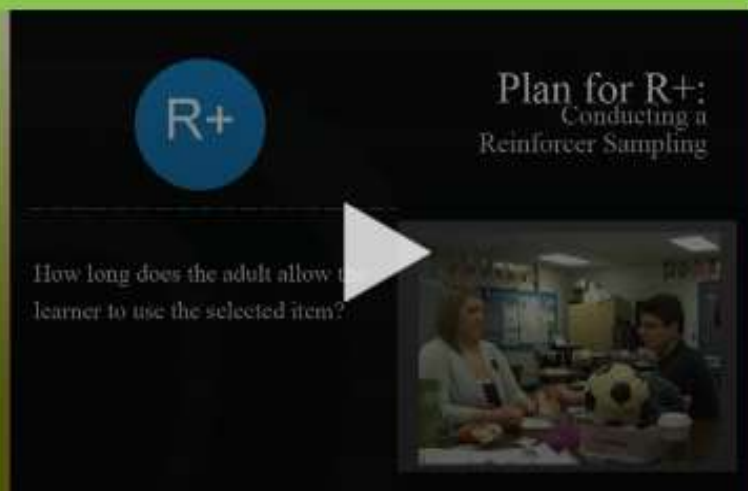 R+
Plan for R+:
Conducting a
Reinforcer Sampling
How long does the adult allow
learner to use the selected item?